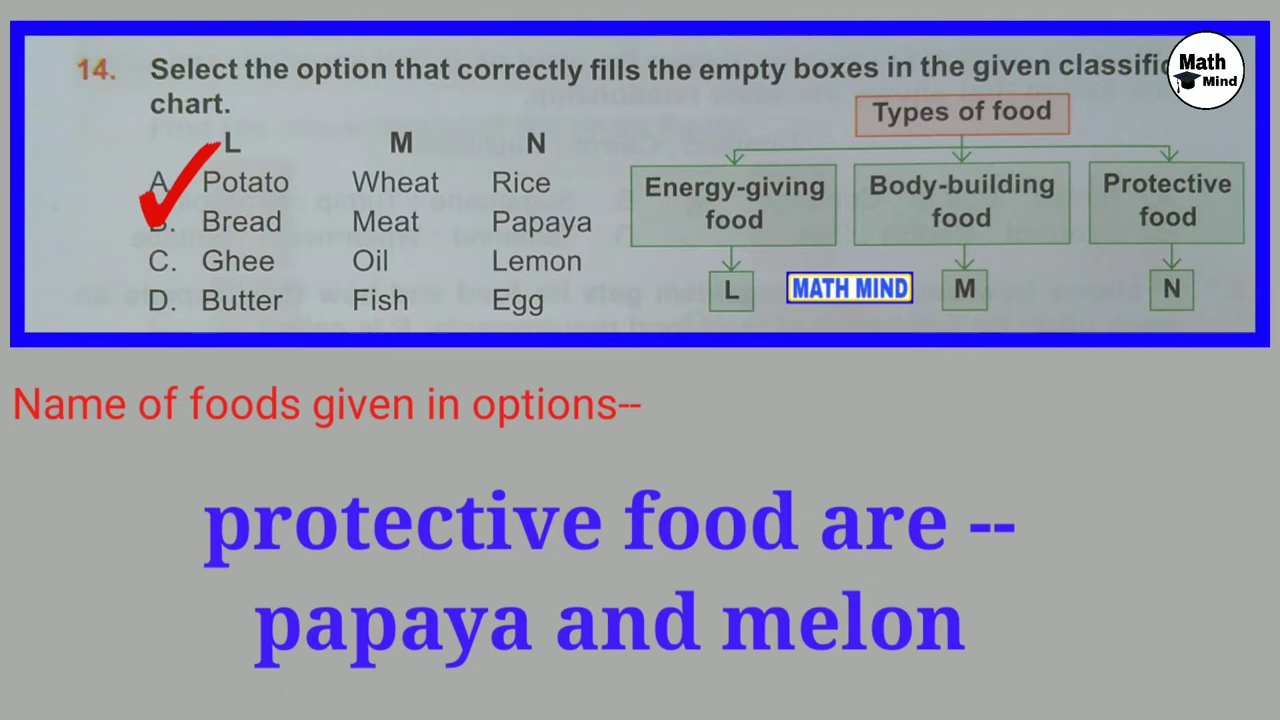 14. Select the option that correctly fills the empty boxes in the given classific
chart.
L M N
A. Potato Wheat Rice
B. Bread Meat Papaya
C. Ghee Oil Lemon
D. Butter Fish Egg
Types of food
Energy-giving
food
Body-building
food
Protective
food
L
M
N
MATH MIND
Math
Mind
Name of foods given in options--
protective food are --
papaya and melon